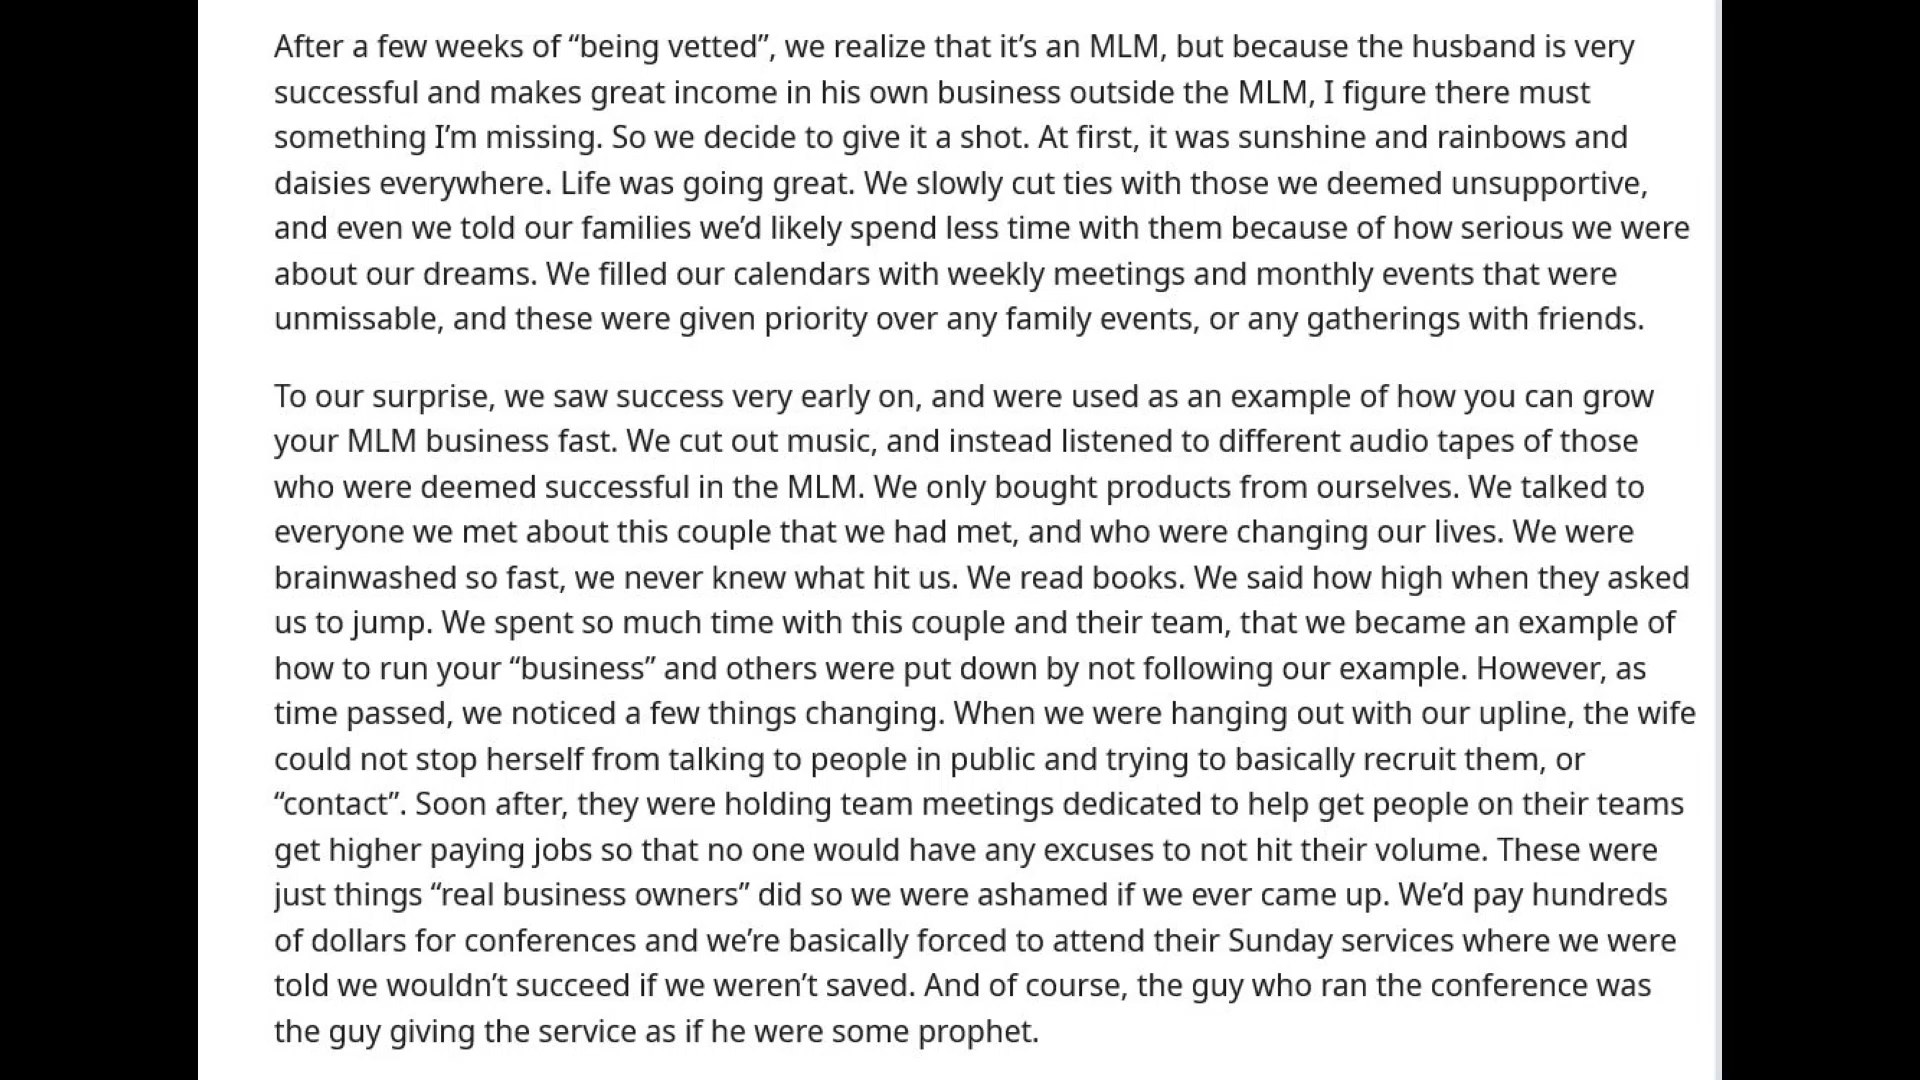 After a few weeks of “being vetted”, we realize that it’s an MLM, but because the husband is very
successful and makes great income in his own business outside the MLM, I figure there must
something I’m missing. So we decide to give it a shot. At first, it was sunshine and rainbows and
daisies everywhere. Life was going great. We slowly cut ties with those we deemed unsupportive,
and even we told our families we’d likely spend less time with them because of how serious we were
about our dreams. We filled our calendars with weekly meetings and monthly events that were
unmissable, and these were given priority over any family events, or any gatherings with friends.
To our surprise, we saw success very early on, and were used as an example of how you can grow
your MLM business fast. We cut out music, and instead listened to different audio tapes of those
who were deemed successful in the MLM. We only bought products from ourselves. We talked to
everyone we met about this couple that we had met, and who were changing our lives. We were
brainwashed so fast, we never knew what hit us. We read books. We said how high when they asked
us to jump. We spent so much time with this couple and their team, that we became an example of
how to run your “business” and others were put down by not following our example. However, as
time passed, we noticed a few things changing. When we were hanging out with our upline, the wife
could not stop herself from talking to people in public and trying to basically recruit them, or
“contact”. Soon after, they were holding team meetings dedicated to help get people on their teams
get higher paying jobs so that no one would have any excuses to not hit their volume. These were
just things “real business owners” did so we were ashamed if we ever came up. We’d pay hundreds
of dollars for conferences and we’re basically forced to attend their Sunday services where we were
told we wouldn’t succeed if we weren’t saved. And of course, the guy who ran the conference was
the guy giving the service as if he were some prophet.